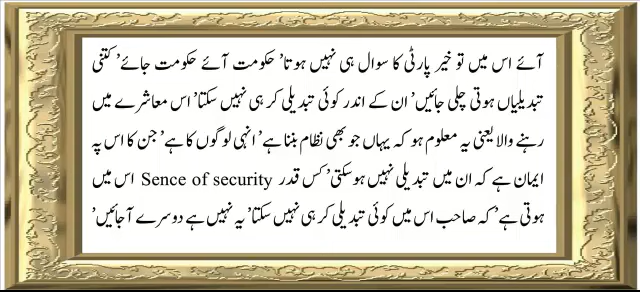 آئے اس میں تو خیر پارٹی کا سوال ہی نہیں ہوتا’ حکومت آئے حکومت جائے’ کتنی
تبدیلیاں ہوتی چلی جائیں’ ان کے اندر کوئی تبدیلی کر ہی نہیں سکتا’ اس معاشرے میں
رہنے والا یعنی یہ معلوم ہو کہ یہاں جو بھی نظام بننا ہے’ انہی لوگوں کا ہے’ جن کا اس پہ
ایمان ہے کہ ان میں تبدیلی نہیں ہوسکتی’ کس قدر Sence of security اس میں
ہوتی ہے’ کہ صاحب اس میں کوئی تبدیلی کر ہی نہیں سکتا’ یہ نہیں ہے دوسرے آجائیں’